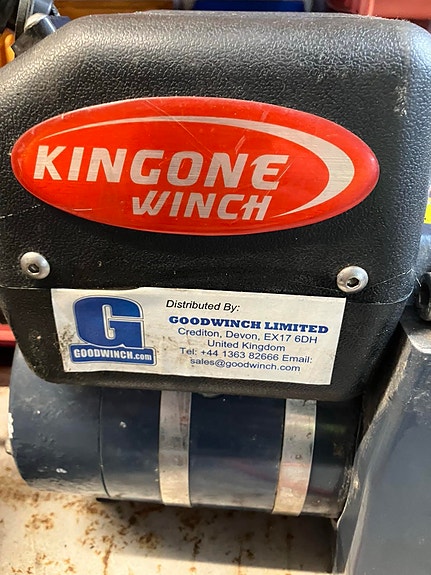 KINGONE
WINCH
Distributed By:
G
GOODWINCH.com
GOODWINCH LIMITED
Crediton, Devon, EX17 6DH
United Kingdom
Tel: +44 1363 82666 Email:
sales@goodwinch.com